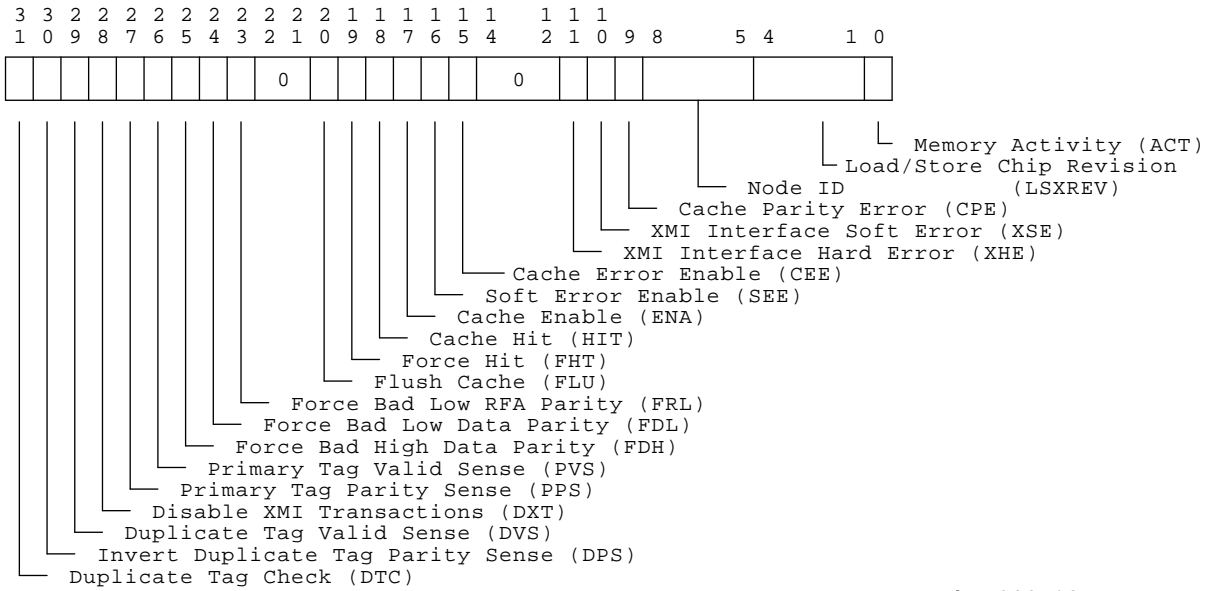 3 3 2 2 2 2 2 2 2 2 2 2 1 1 1 1 1 1 1 1 1
1 0 9 8 7 6 5 4 3 2 1 0 9 8 7 6 5 4 2 1 0 9 8 5 4 1 0
0 0
Memory Activity (ACT)
Load/Store Chip Revision
Node ID (LSXREV)
Cache Parity Error (CPE)
XMI Interface Soft Error (XSE)
XMI Interface Hard Error (XHE)
Cache Error Enable (CEE)
Soft Error Enable (SEE)
Cache Enable (ENA)
Cache Hit (HIT)
Force Hit (FHT)
Flush Cache (FLU)
Force Bad Low RFA Parity (FRL)
Force Bad Low Data Parity (FDL)
Force Bad High Data Parity (FDH)
Primary Tag Valid Sense (PVS)
Primary Tag Parity Sense (PPS)
Disable XMI Transactions (DXT)
Duplicate Tag Valid Sense (DVS)
Invert Duplicate Tag Parity Sense (DPS)
Duplicate Tag Check (DTC)